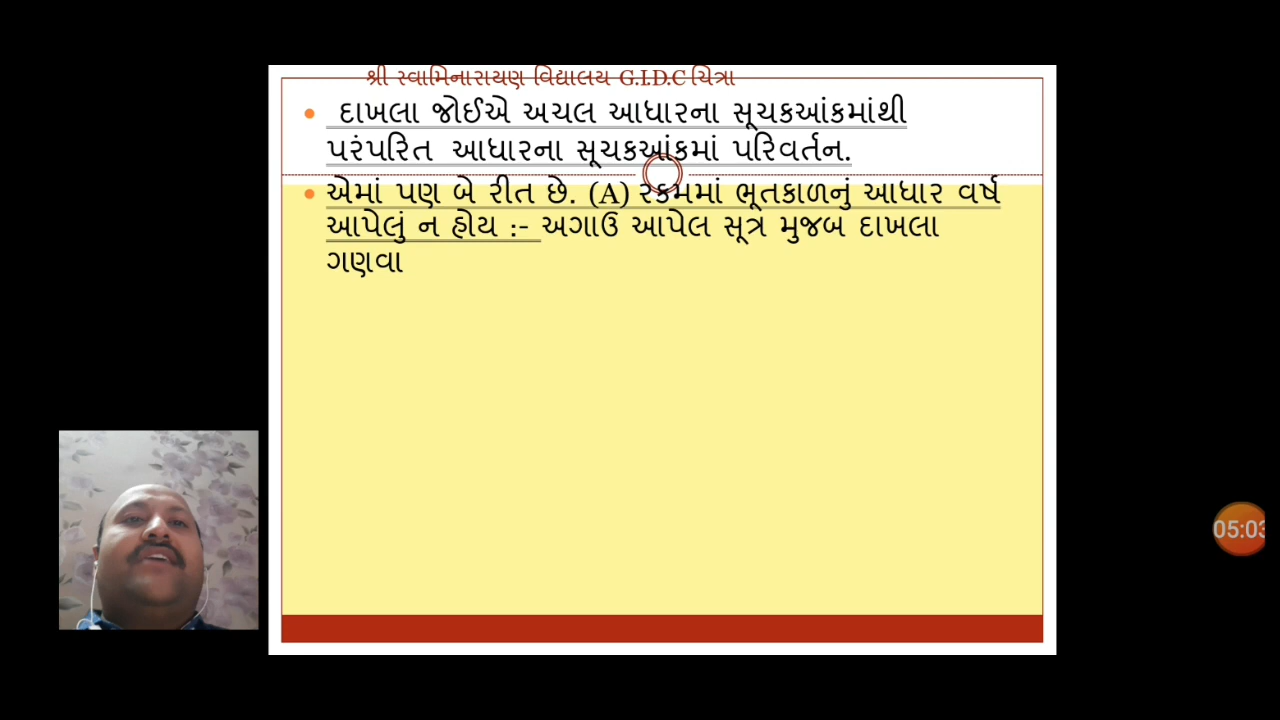 શ્રી સ્વામિનારાયણ વિદ્યાલય G.I.D.C ચિત્રા
દાખલા જોઈએ અચલ આધારના સૂચકઆંકમાંથી
પરંપરિત આધારના સૂચકઆંકમાં પરિવર્તન.
એમાં પણ બે રીત છે. (A) રકમમાં ભૂતકાળનું આધાર વર્ષ
આપેલું ન હોય :- અગાઉ આપેલ સૂત્ર મુજબ દાખલા
ગણવા
05:03